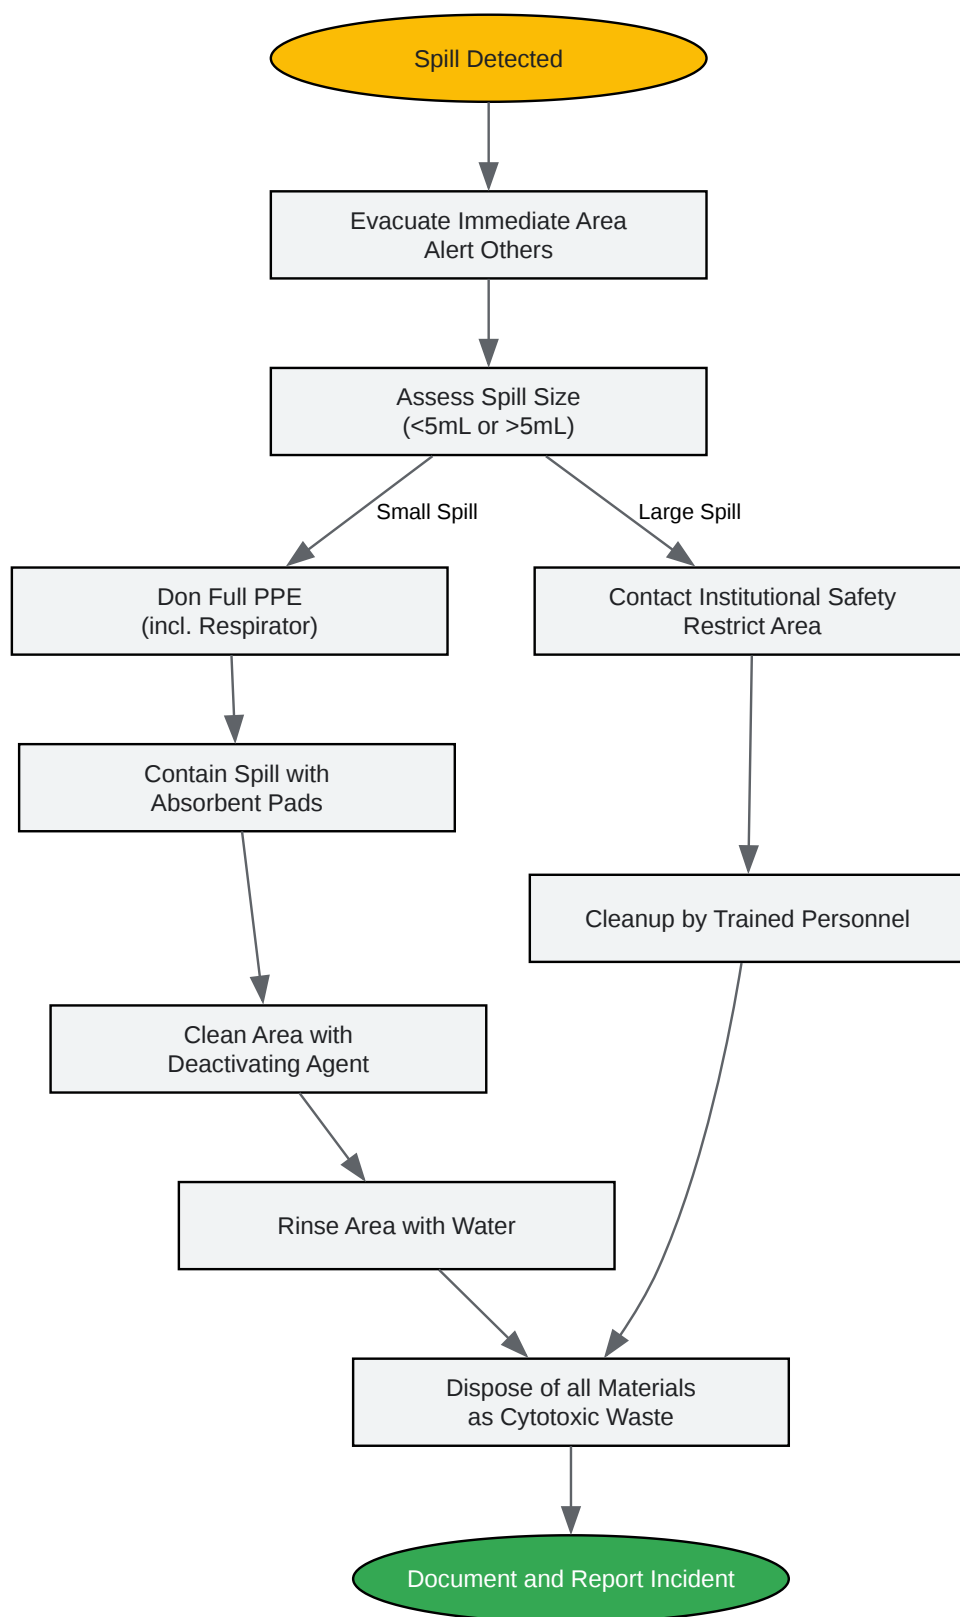 Spill Detected
Evacuate Immediate Area
Alert Others
Assess Spill Size
(<5mL or >5mL)
Small Spill
Large Spill
Don Full PPE
(incl. Respirator)
Contact Institutional Safety
Restrict Area
Contain Spill with
Absorbent Pads
Cleanup by Trained Personnel
Clean Area with
Deactivating Agent
Rinse Area with Water
Dispose of all Materials
as Cytotoxic Waste
Document and Report Incident